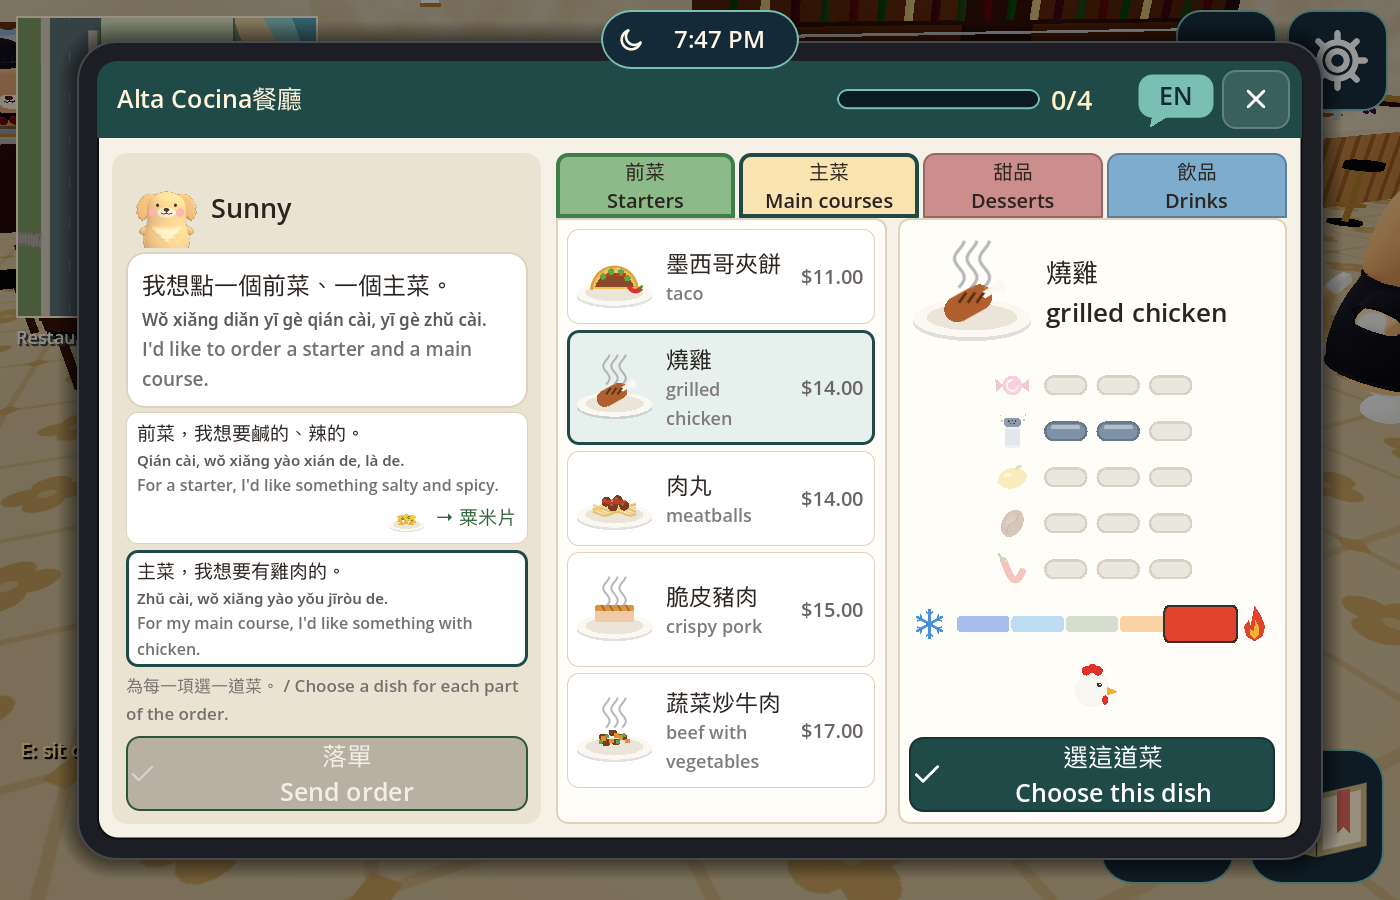 7:47 PM
Alta Cocina餐廳
0/4
EN
Sunny
我想點一個前菜、一個主菜。
Wǒ xiǎng diǎn yī gè qián cài, yī gè zhǔ cài.
I'd like to order a starter and a main
course.
前菜，我想要鹹的、辣的。
Qián cài, wǒ xiǎng yào xián de, là de.
For a starter, I'd like something salty and spicy.
→ 粟米片
主菜，我想要有雞肉的。
Zhǔ cài, wǒ xiǎng yào yǒu jīròu de.
For my main course, I'd like something with
chicken.
為每一項選一道菜。 / Choose a dish for each part
of the order.
落單
Send order
前菜
Starters
主菜
Main courses
甜品
Desserts
飲品
Drinks
墨西哥夾餅
taco
$11.00
燒雞
grilled
chicken
$14.00
肉丸
meatballs
$14.00
脆皮豬肉
crispy pork
$15.00
蔬菜炒牛肉
beef with
vegetables
$17.00
燒雞
grilled chicken
選這道菜
Choose this dish
Restau
E: sit